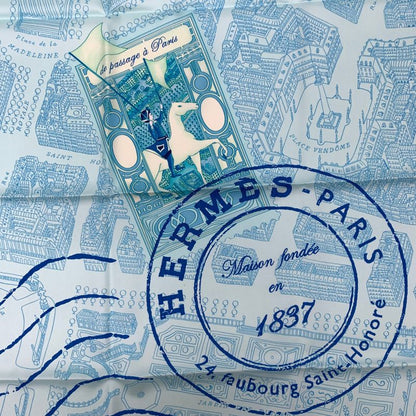 Place de la
MADELEINE
de passage à Paris
SAINT
PLACE VENDÔME
HERMÈS-PARIS
Maison fondée
en
1837
24, faubourg Saint-Honoré